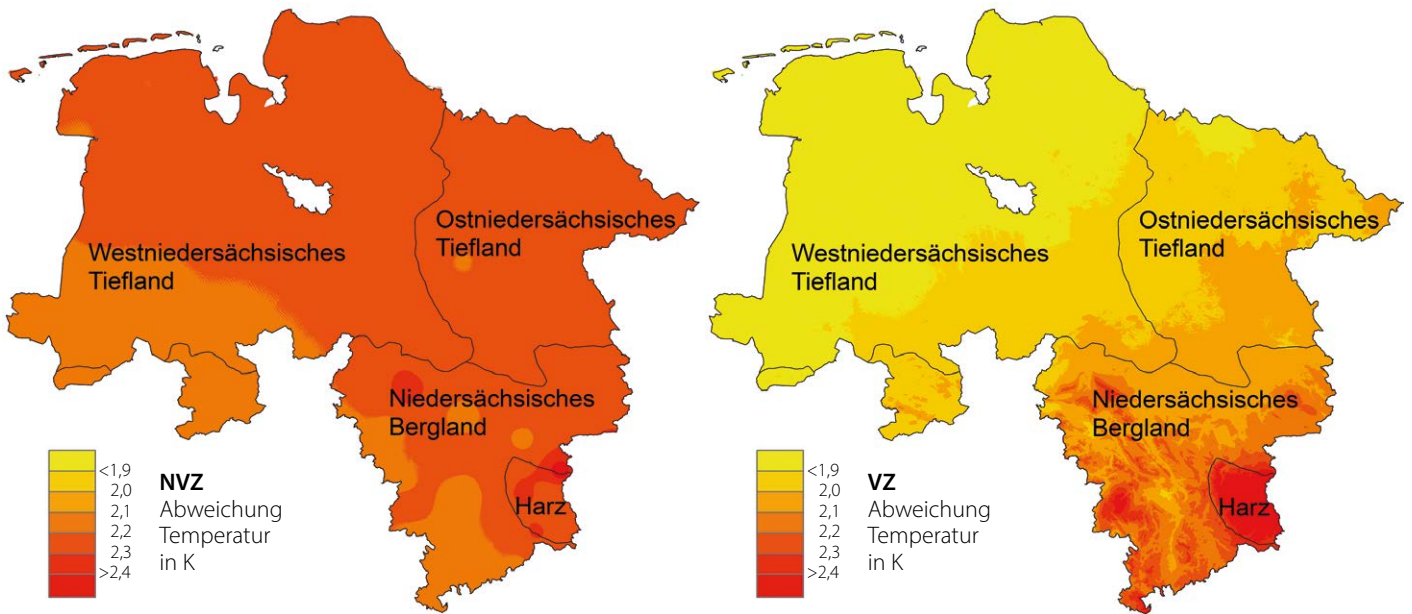 Westniedersächsisches
Tiefland
Ostniedersächsisches
Tiefland
Niedersächsisches
Bergland
Harz
<1,9
2,0
2,1
2,2
2,3
>2,4
NVZ
Abweichung
Temperatur
in K
Westniedersächsisches
Tiefland
Ostniedersächsisches
Tiefland
Niedersächsisches
Bergland
Harz
<1,9
2,0
2,1
2,2
2,3
>2,4
VZ
Abweichung
Temperatur
in K